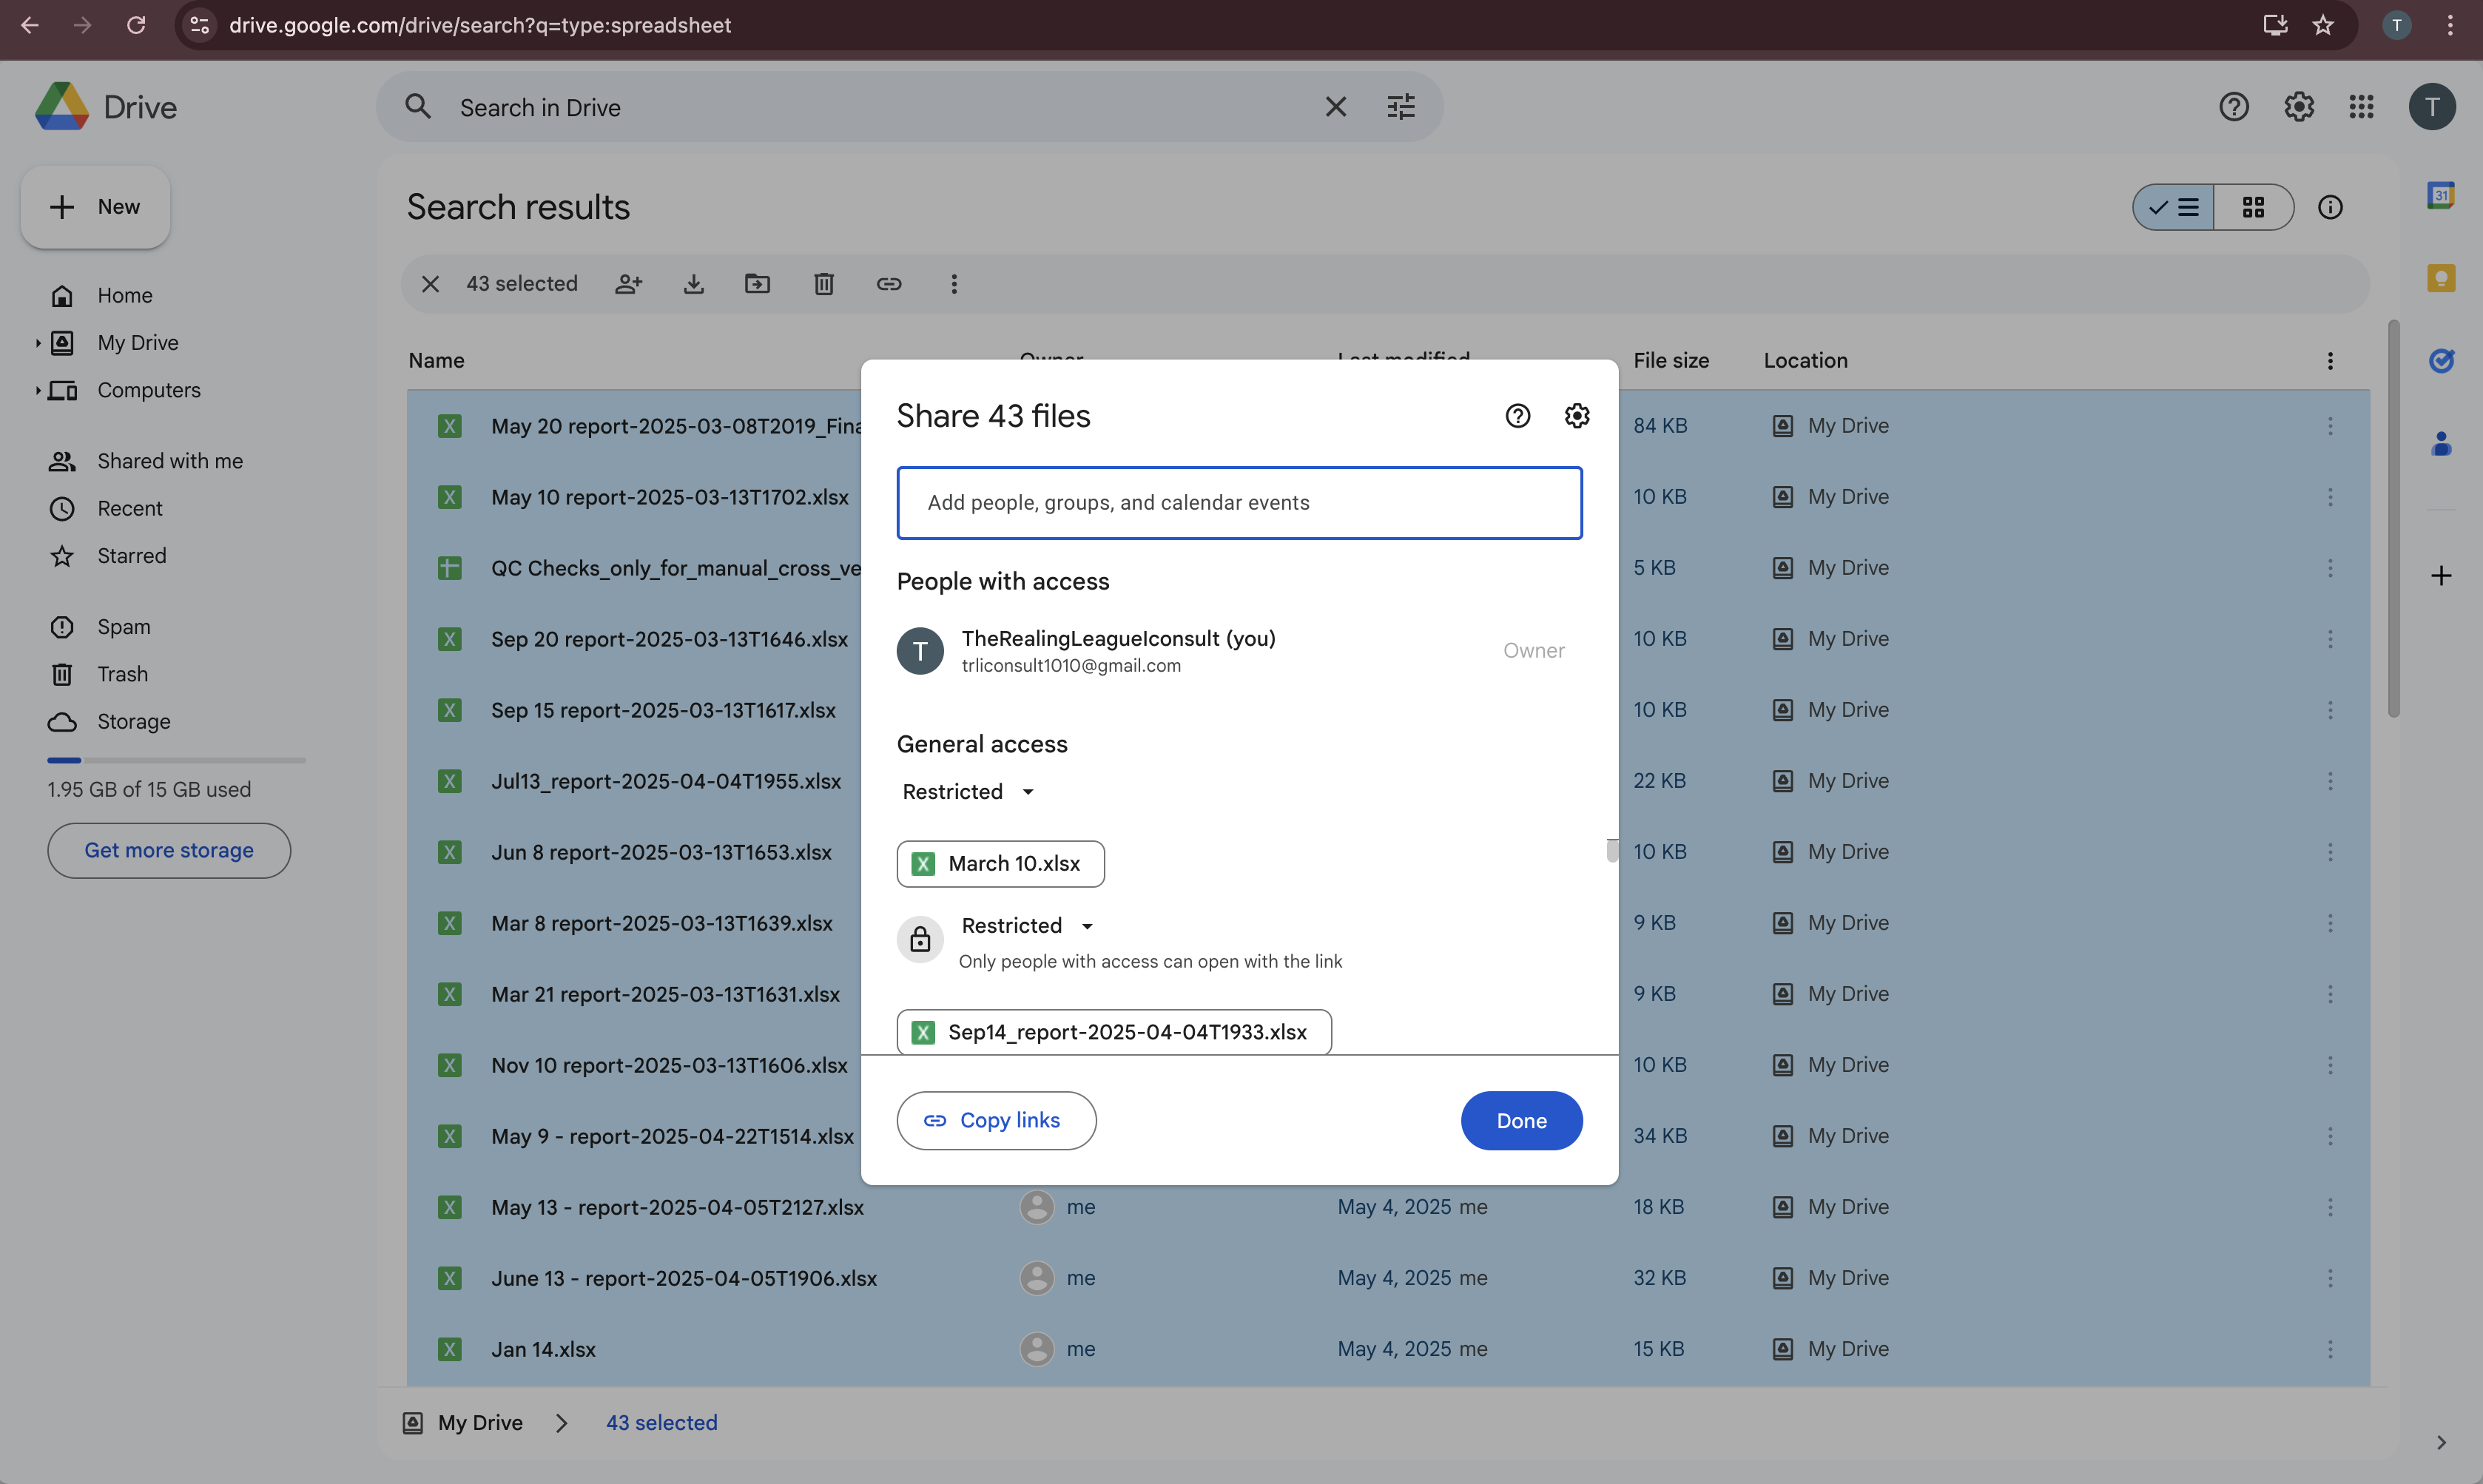 drive.google.com/drive/search?q=type:spreadsheet
T
Drive
Search in Drive
T
New
Search results
31
Home
43 selected
My Drive
Computers
Name
File size
Location
Shared with me
Recent
Starred
Spam
Trash
Storage
1.95 GB of 15 GB used
Get more storage
May 20 report-2025-03-08T2019_Fina
84 KB
My Drive
May 10 report-2025-03-13T1702.xlsx
10 KB
My Drive
QC Checks_only_for_manual_cross_ve
5 KB
My Drive
Sep 20 report-2025-03-13T1646.xlsx
10 KB
My Drive
Sep 15 report-2025-03-13T1617.xlsx
10 KB
My Drive
Jul13_report-2025-04-04T1955.xlsx
22 KB
My Drive
Jun 8 report-2025-03-13T1653.xlsx
10 KB
My Drive
Mar 8 report-2025-03-13T1639.xlsx
9 KB
My Drive
Mar 21 report-2025-03-13T1631.xlsx
9 KB
My Drive
Nov 10 report-2025-03-13T1606.xlsx
10 KB
My Drive
May 9 - report-2025-04-22T1514.xlsx
34 KB
My Drive
May 13 - report-2025-04-05T2127.xlsx
me
May 4, 2025 me
18 KB
My Drive
June 13 - report-2025-04-05T1906.xlsx
me
May 4, 2025 me
32 KB
My Drive
Jan 14.xlsx
me
May 4, 2025 me
15 KB
My Drive
My Drive
43 selected
Share 43 files
Add people, groups, and calendar events
People with access
T
TheRealingLeagueIconsult (you)
trliconsult1010@gmail.com
Owner
General access
Restricted
March 10.xlsx
Restricted
Only people with access can open with the link
Sep14_report-2025-04-04T1933.xlsx
Copy links
Done